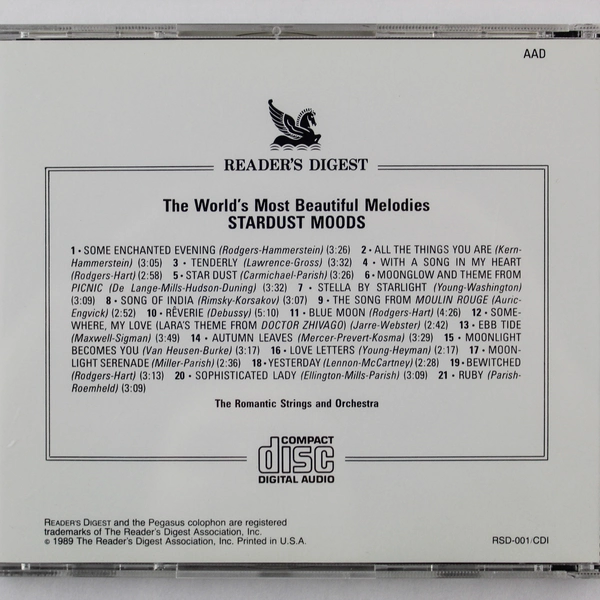 AAD
READER'S DIGEST
The World's Most Beautiful Melodies
STARDUST MOODS
1 • SOME ENCHANTED EVENING (Rodgers-Hammerstein) (3:26) 2 • ALL THE THINGS YOU ARE (Kern-
Hammerstein) (3:05) 3 • TENDERLY (Lawrence-Gross) (3:32) 4 • WITH A SONG IN MY HEART
(Rodgers-Hart) (2:58) 5 • STAR DUST (Carmichael-Parish) (3:26) 6 • MOONGLOW AND THEME FROM
PICNIC (De Lange-Mills-Hudson-Duning) (3:32) 7 • STELLA BY STARLIGHT (Young-Washington)
(3:09) 8 • SONG OF INDIA (Rimsky-Korsakov) (3:07) 9 • THE SONG FROM MOULIN ROUGE (Auric-
Engvick) (2:52) 10 • RÊVERIE (Debussy) (5:10) 11 • BLUE MOON (Rodgers-Hart) (4:26) 12 • SOME-
WHERE, MY LOVE (LARA'S THEME FROM DOCTOR ZHIVAGO) (Jarre-Webster) (2:42) 13 • EBB TIDE
(Maxwell-Sigman) (3:49) 14 • AUTUMN LEAVES (Mercer-Prevert-Kosma) (3:29) 15 • MOONLIGHT
BECOMES YOU (Van Heusen-Burke) (3:17) 16 • LOVE LETTERS (Young-Heyman) (2:17) 17 • MOON-
LIGHT SERENADE (Miller-Parish) (2:36) 18 • YESTERDAY (Lennon-McCartney) (2:28) 19 • BEWITCHED
(Rodgers-Hart) (3:13) 20 • SOPHISTICATED LADY (Ellington-Mills-Parish) (3:09) 21 • RUBY (Parish-
Roemheld) (3:09)
The Romantic Strings and Orchestra
COMPACT
disc
DIGITAL AUDIO
READER'S DIGEST and the Pegasus colophon are registered
trademarks of The Reader's Digest Association, Inc.
© 1989 The Reader's Digest Association, Inc. Printed in U.S.A.
RSD-001/CDI